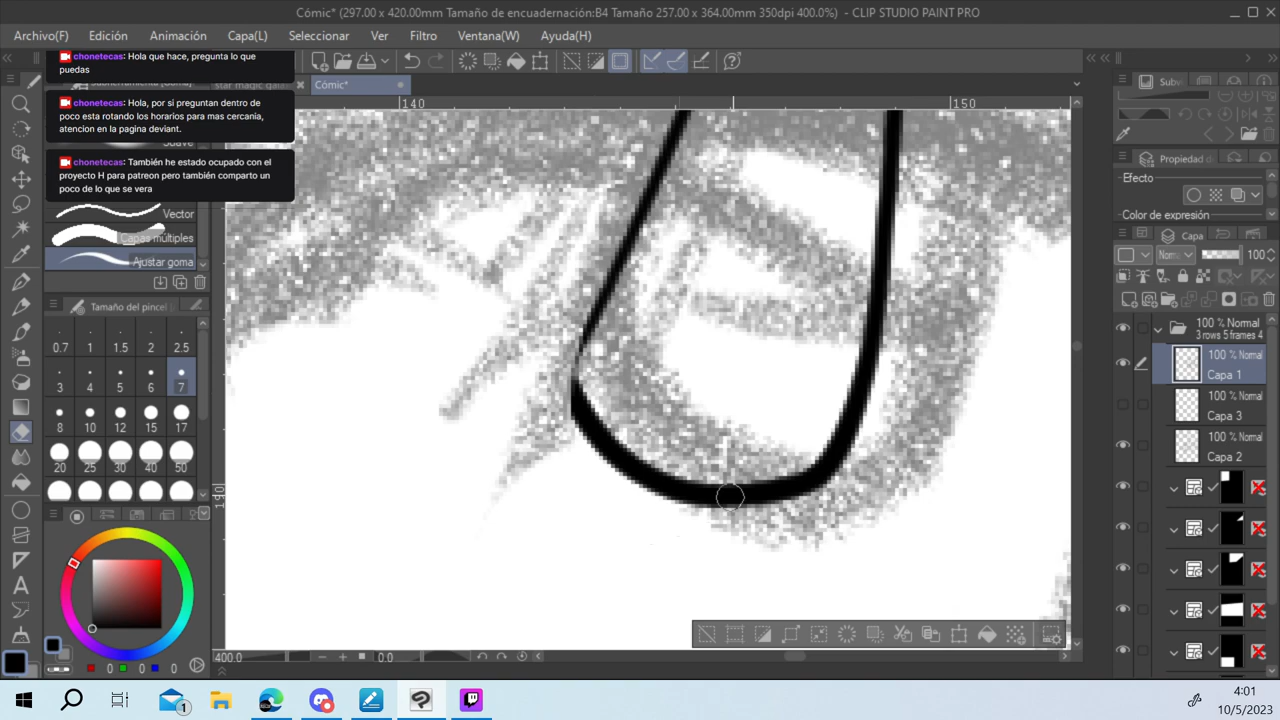 Cómic* (297.00 x 420.00mm Tamaño de encuadernación:B4 Tamaño 257.00 x 364.00mm 350dpi 400.0%) - CLIP STUDIO PAINT PRO
Archivo(F) Edición Animación Capa(L) Seleccionar Ver Filtro Ventana(W) Ayuda(H)
chonetecas: Hola que hace, pregunta lo que
puedas
Cómic*
chonetecas: Hola, por si preguntan dentro de
poco esta rotando los horarios para mas cercania,
atencion en la pagina deviant.
Suave
chonetecas: También he estado ocupado con el
proyecto H para patreon pero también comparto un
poco de lo que se vera
Vector
Capas múltiples
Ajustar goma
Tamaño del pincel
0.7 1 1.5 2 2.5
3 4 5 6 7
8 10 12 15 17
20 25 30 40 50
140 150
190
Propiedad d
Efecto
Color de expresión
Capa
Norm
100
100 % Normal
3 rows 5 frames 4
100 % Normal
Capa 1
100 % Normal
Capa 3
100 % Normal
Capa 2
0 0 0
400.0 0.0
1
4:01
10/5/2023